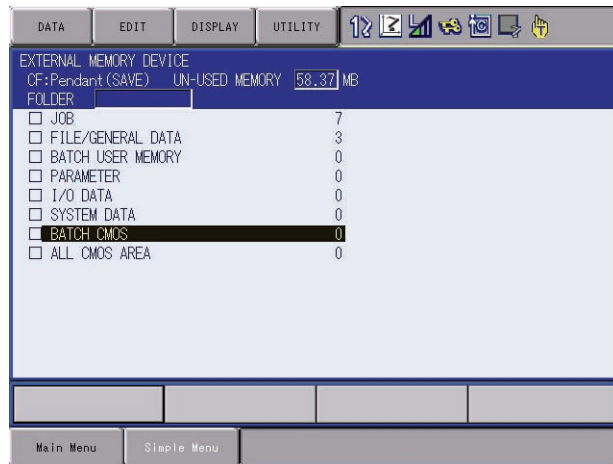 DATA EDIT DISPLAY UTILITY
EXTERNAL MEMORY DEVICE
CF:Pendant(SAVE) UN-USED MEMORY 58.37 MB
FOLDER
JOB 7
FILE/GENERAL DATA 3
BATCH USER MEMORY 0
PARAMETER 0
I/O DATA 0
SYSTEM DATA 0
BATCH CMOS 0
ALL CMOS AREA 0
Main Menu Simple Menu